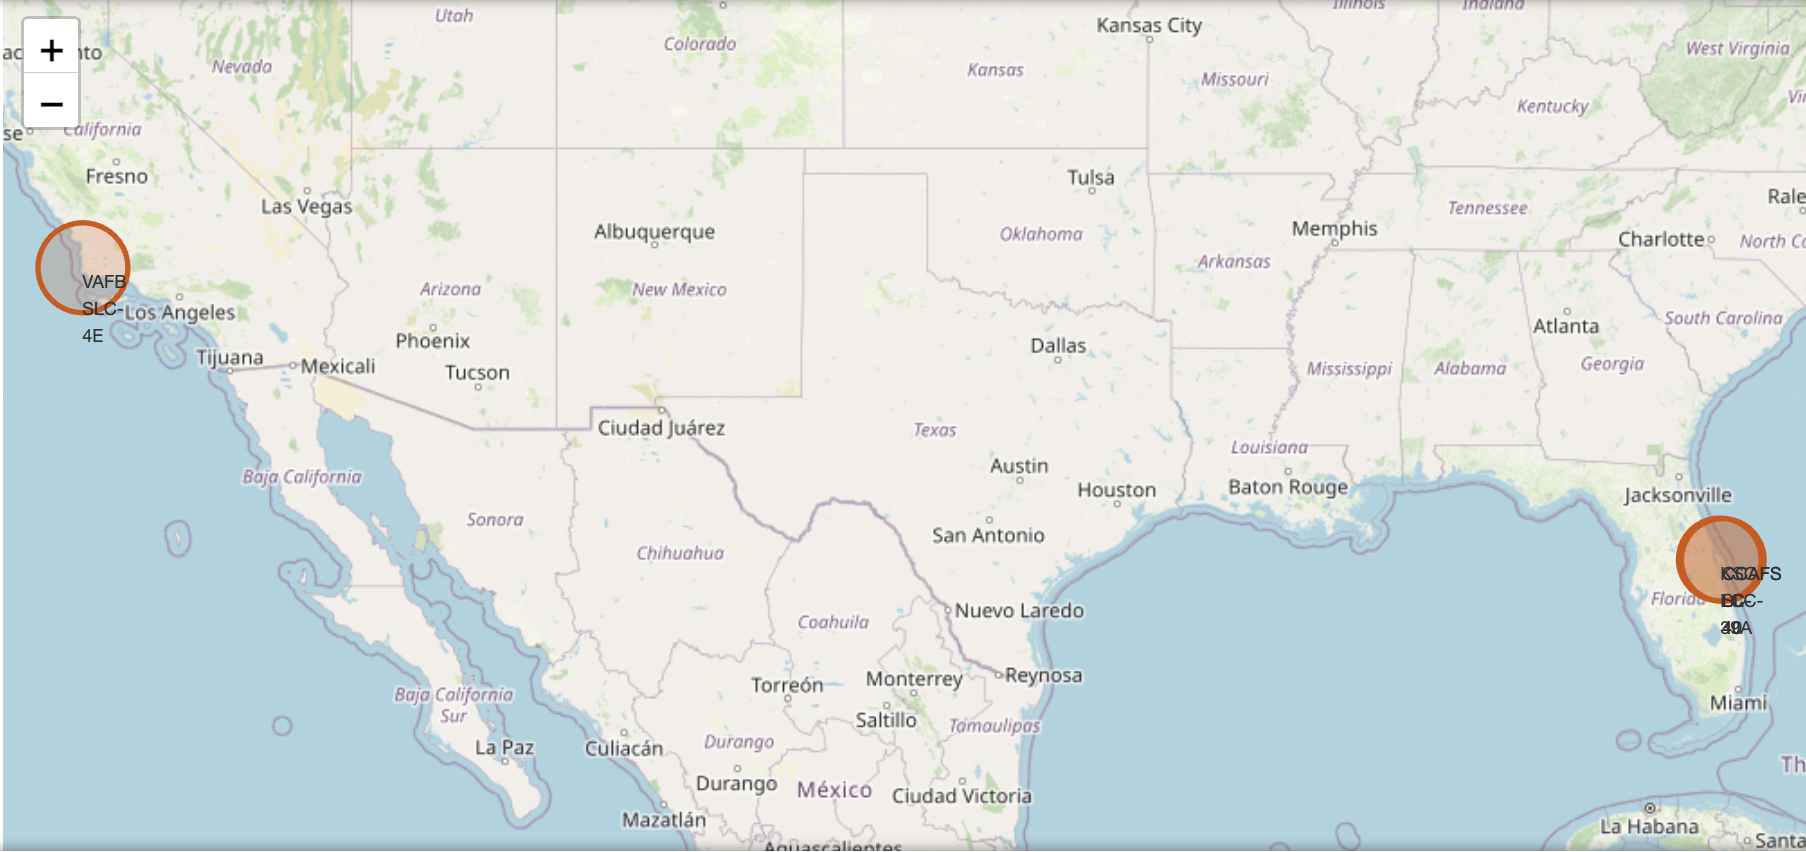 Utah
Colorado
Kansas City
Illinois
Indiana
West Virginia
+
nto
Nevada
Kansas
Missouri
Kentucky
−
California
Fresno
Las Vegas
Albuquerque
Tulsa
Oklahoma
Memphis
Tennessee
Charlotte
Arkansas
VAFB
SLC-
4E
Los Angeles
Arizona
New Mexico
Phoenix
Tucson
Dallas
Atlanta
South Carolina
Mississippi
Alabama
Georgia
Tijuana
Mexicali
Ciudad Juárez
Texas
Louisiana
Austin
Houston
Baton Rouge
Jacksonville
Baja California
Sonora
Chihuahua
San Antonio
Florida
Nuevo Laredo
Coahuila
Reynosa
Monterrey
Torreón
Saltillo
Tamaulipas
Miami
Baja California
Sur
La Paz
Culiacán
Durango
Durango
México
Ciudad Victoria
Mazatlán
La Habana
Santa
Aguascalientes